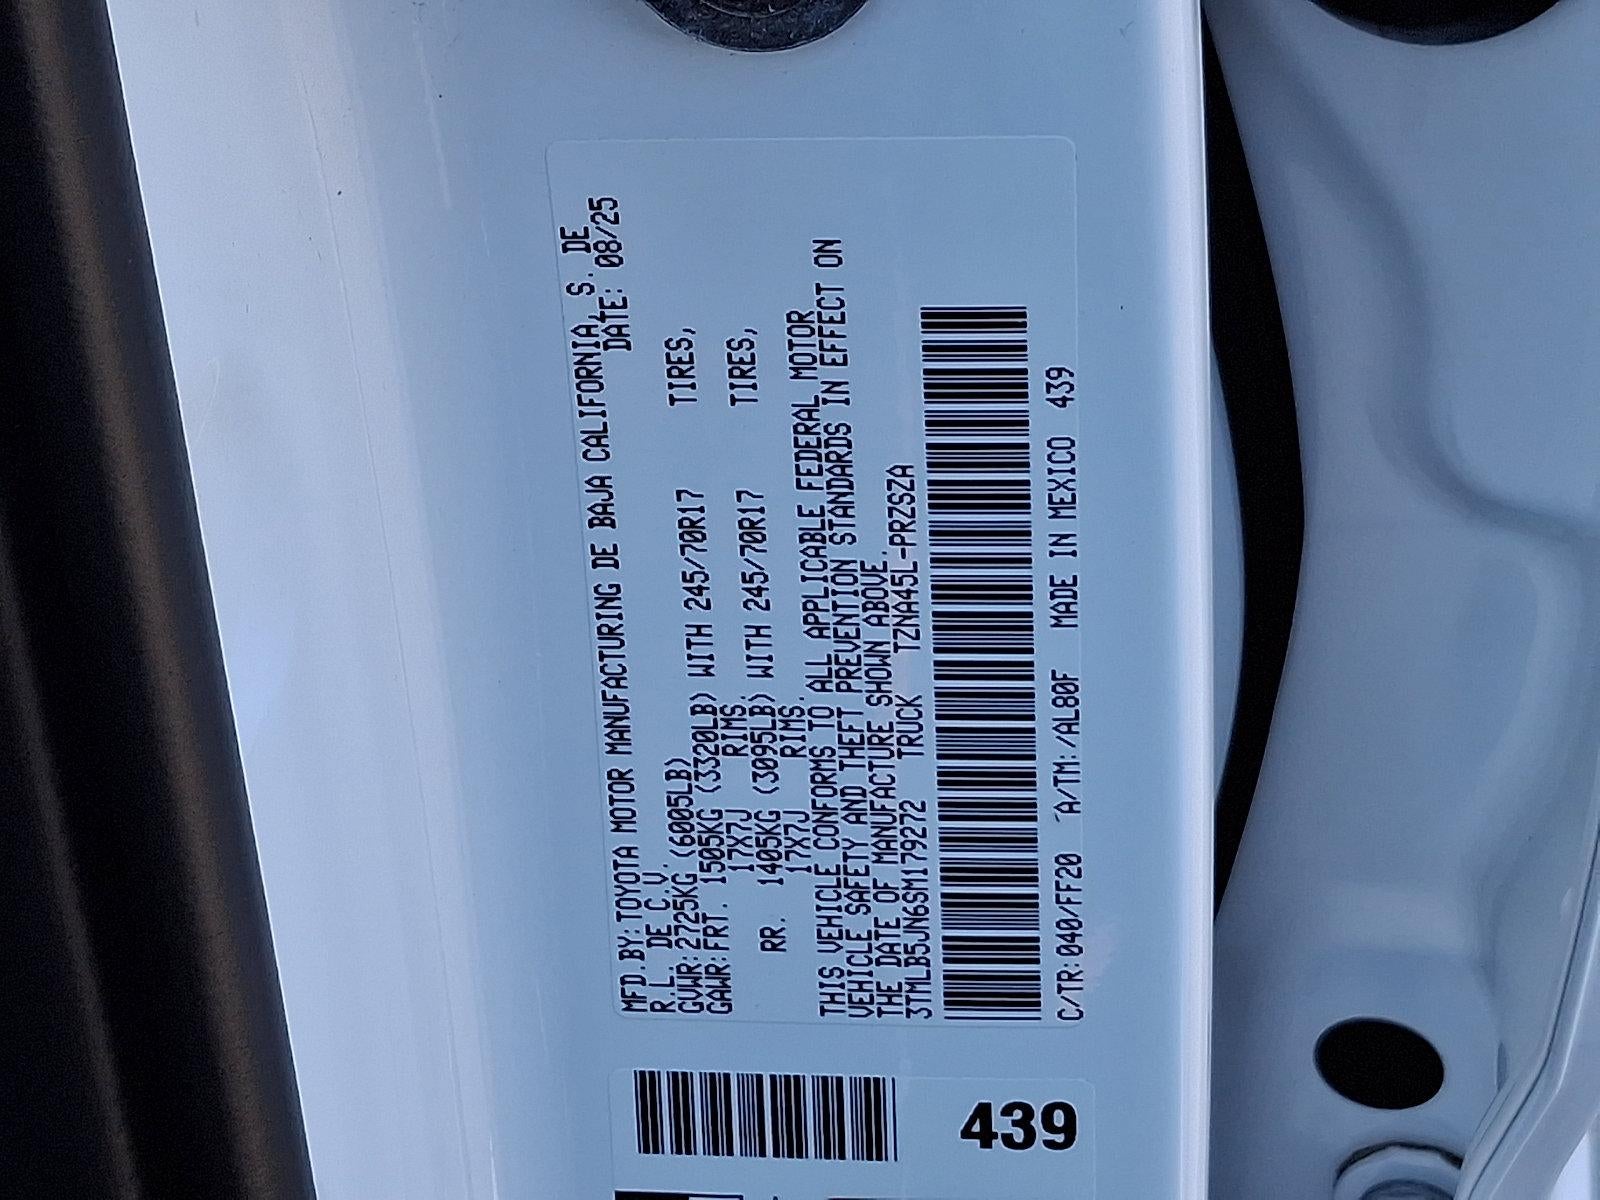 MFD.BY:TOYOTA MOTOR MANUFACTURING DE BAJA CALIFORNIA, S. DE
R.L. DE C.V. DATE: 08/25
GVWR:2725KG (6005LB)
GAWR:FRT. 1505KG (3320LB) WITH 245/70R17 TIRES,
17X7J RIMS.
RR. 1405KG (3095LB) WITH 245/70R17 TIRES,
17X7J RIMS.
THIS VEHICLE CONFORMS TO ALL APPLICABLE FEDERAL MOTOR
VEHICLE SAFETY AND THEFT PREVENTION STANDARDS IN EFFECT ON
THE DATE OF MANUFACTURE SHOWN ABOVE.
3TMLB5JN6SM179272 TRUCK TZNA45L-PRZSZA
C/TR:040/FF20 A/TM:/AL80F MADE IN MEXICO 439
439